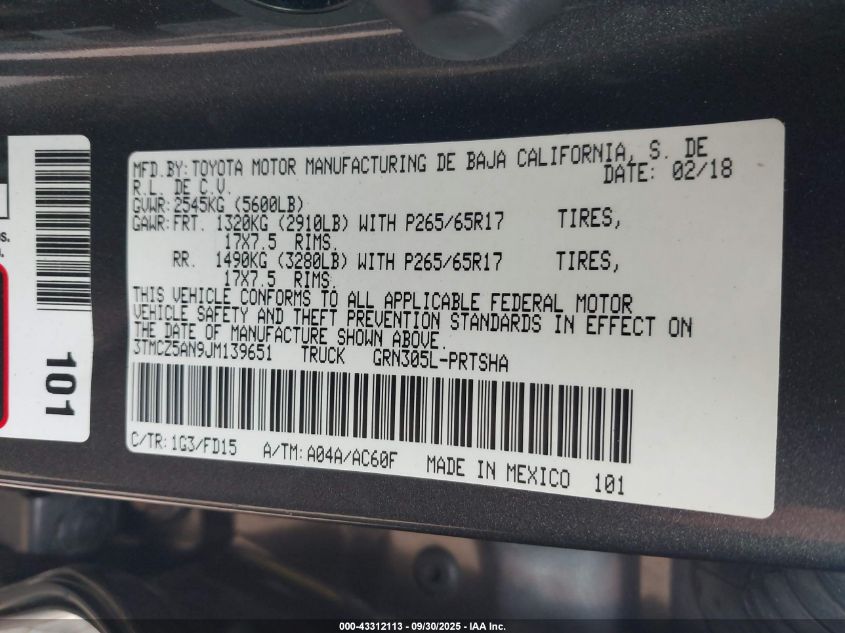 MFD.BY: TOYOTA MOTOR MANUFACTURING DE BAJA CALIFORNIA, S. DE
R.L. DE C.V. DATE: 02/18
GVWR: 2545KG (5600LB)
GAWR: FRT. 1320KG (2910LB) WITH P265/65R17 TIRES,
17X7.5 RIMS.
RR. 1490KG (3280LB) WITH P265/65R17 TIRES,
17X7.5 RIMS.
THIS VEHICLE CONFORMS TO ALL APPLICABLE FEDERAL MOTOR
VEHICLE SAFETY AND THEFT PREVENTION STANDARDS IN EFFECT ON
THE DATE OF MANUFACTURE SHOWN ABOVE.
3TMCZ5AN9JM139651 TRUCK GRN305L-PRTSHA
C/TR: 1G3/FD15 A/TM: A04A/AC60F MADE IN MEXICO 101
101
000-43312113 - 09/30/2025 - IAA Inc.